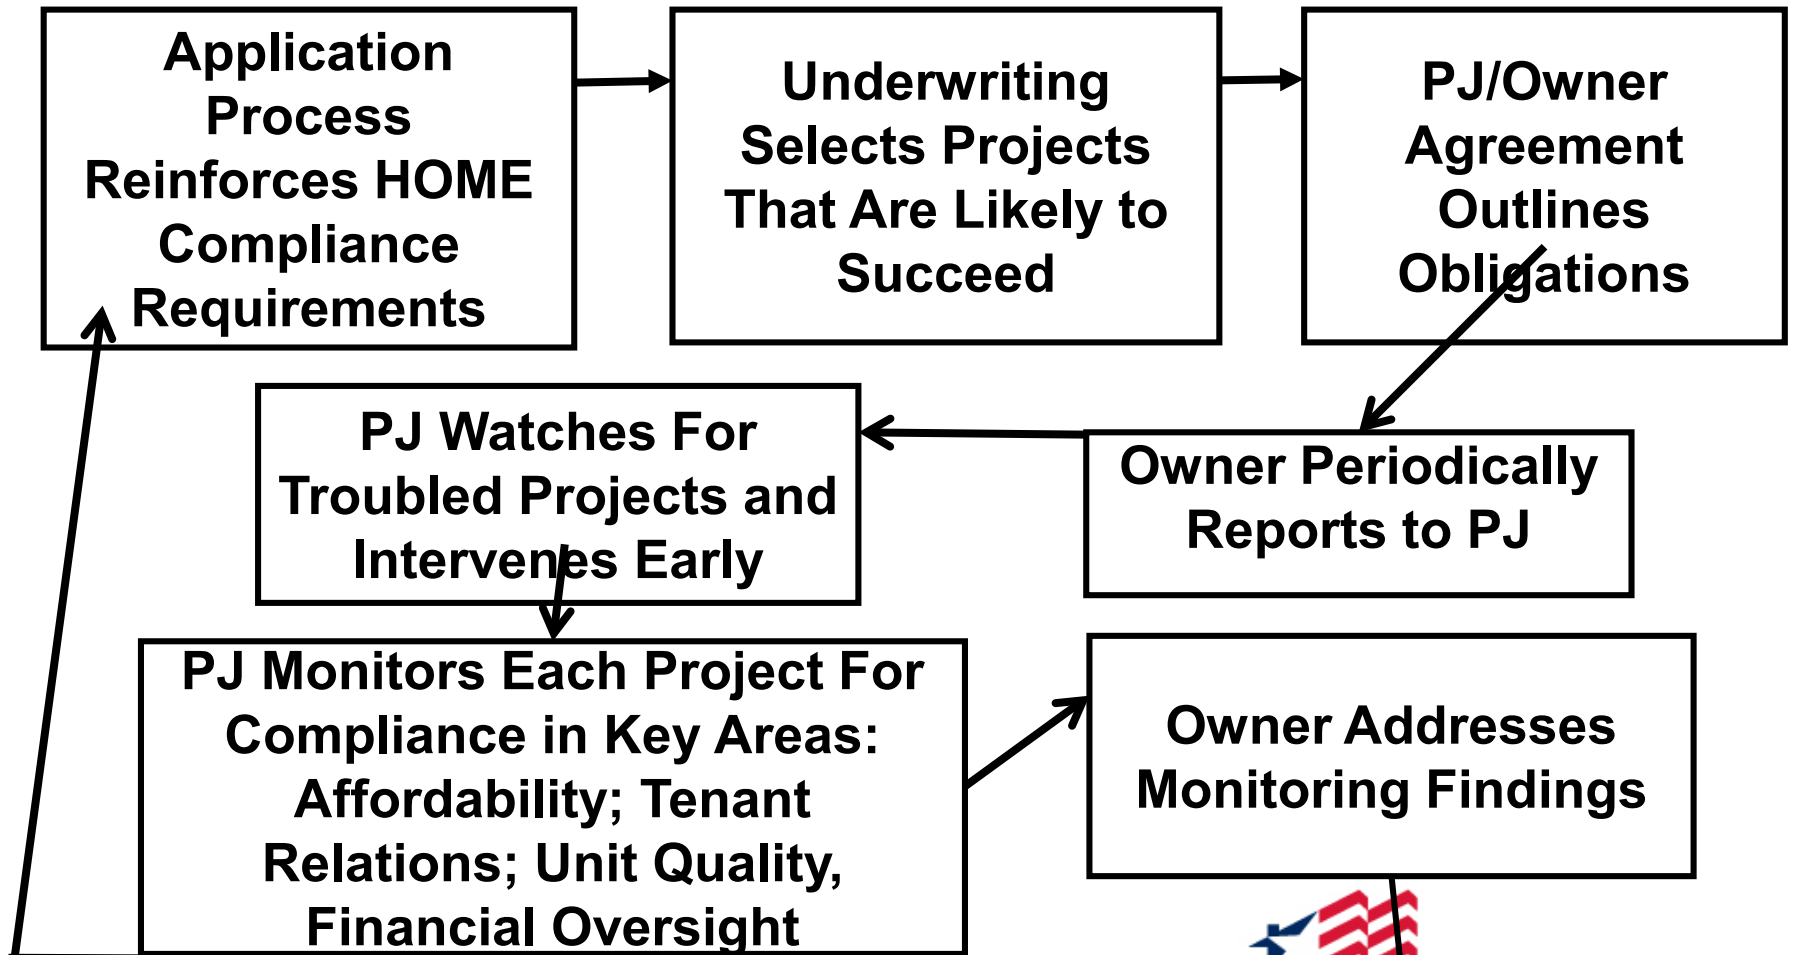 Application
Process
Reinforces HOME
Compliance
Requirements
Underwriting
Selects Projects
That Are Likely to
Succeed
PJ/Owner
Agreement
Outlines
Obligations
PJ Watches For
Troubled Projects and
Intervenes Early
Owner Periodically
Reports to PJ
PJ Monitors Each Project For
Compliance in Key Areas:
Affordability; Tenant
Relations; Unit Quality,
Financial Oversight
Owner Addresses
Monitoring Findings